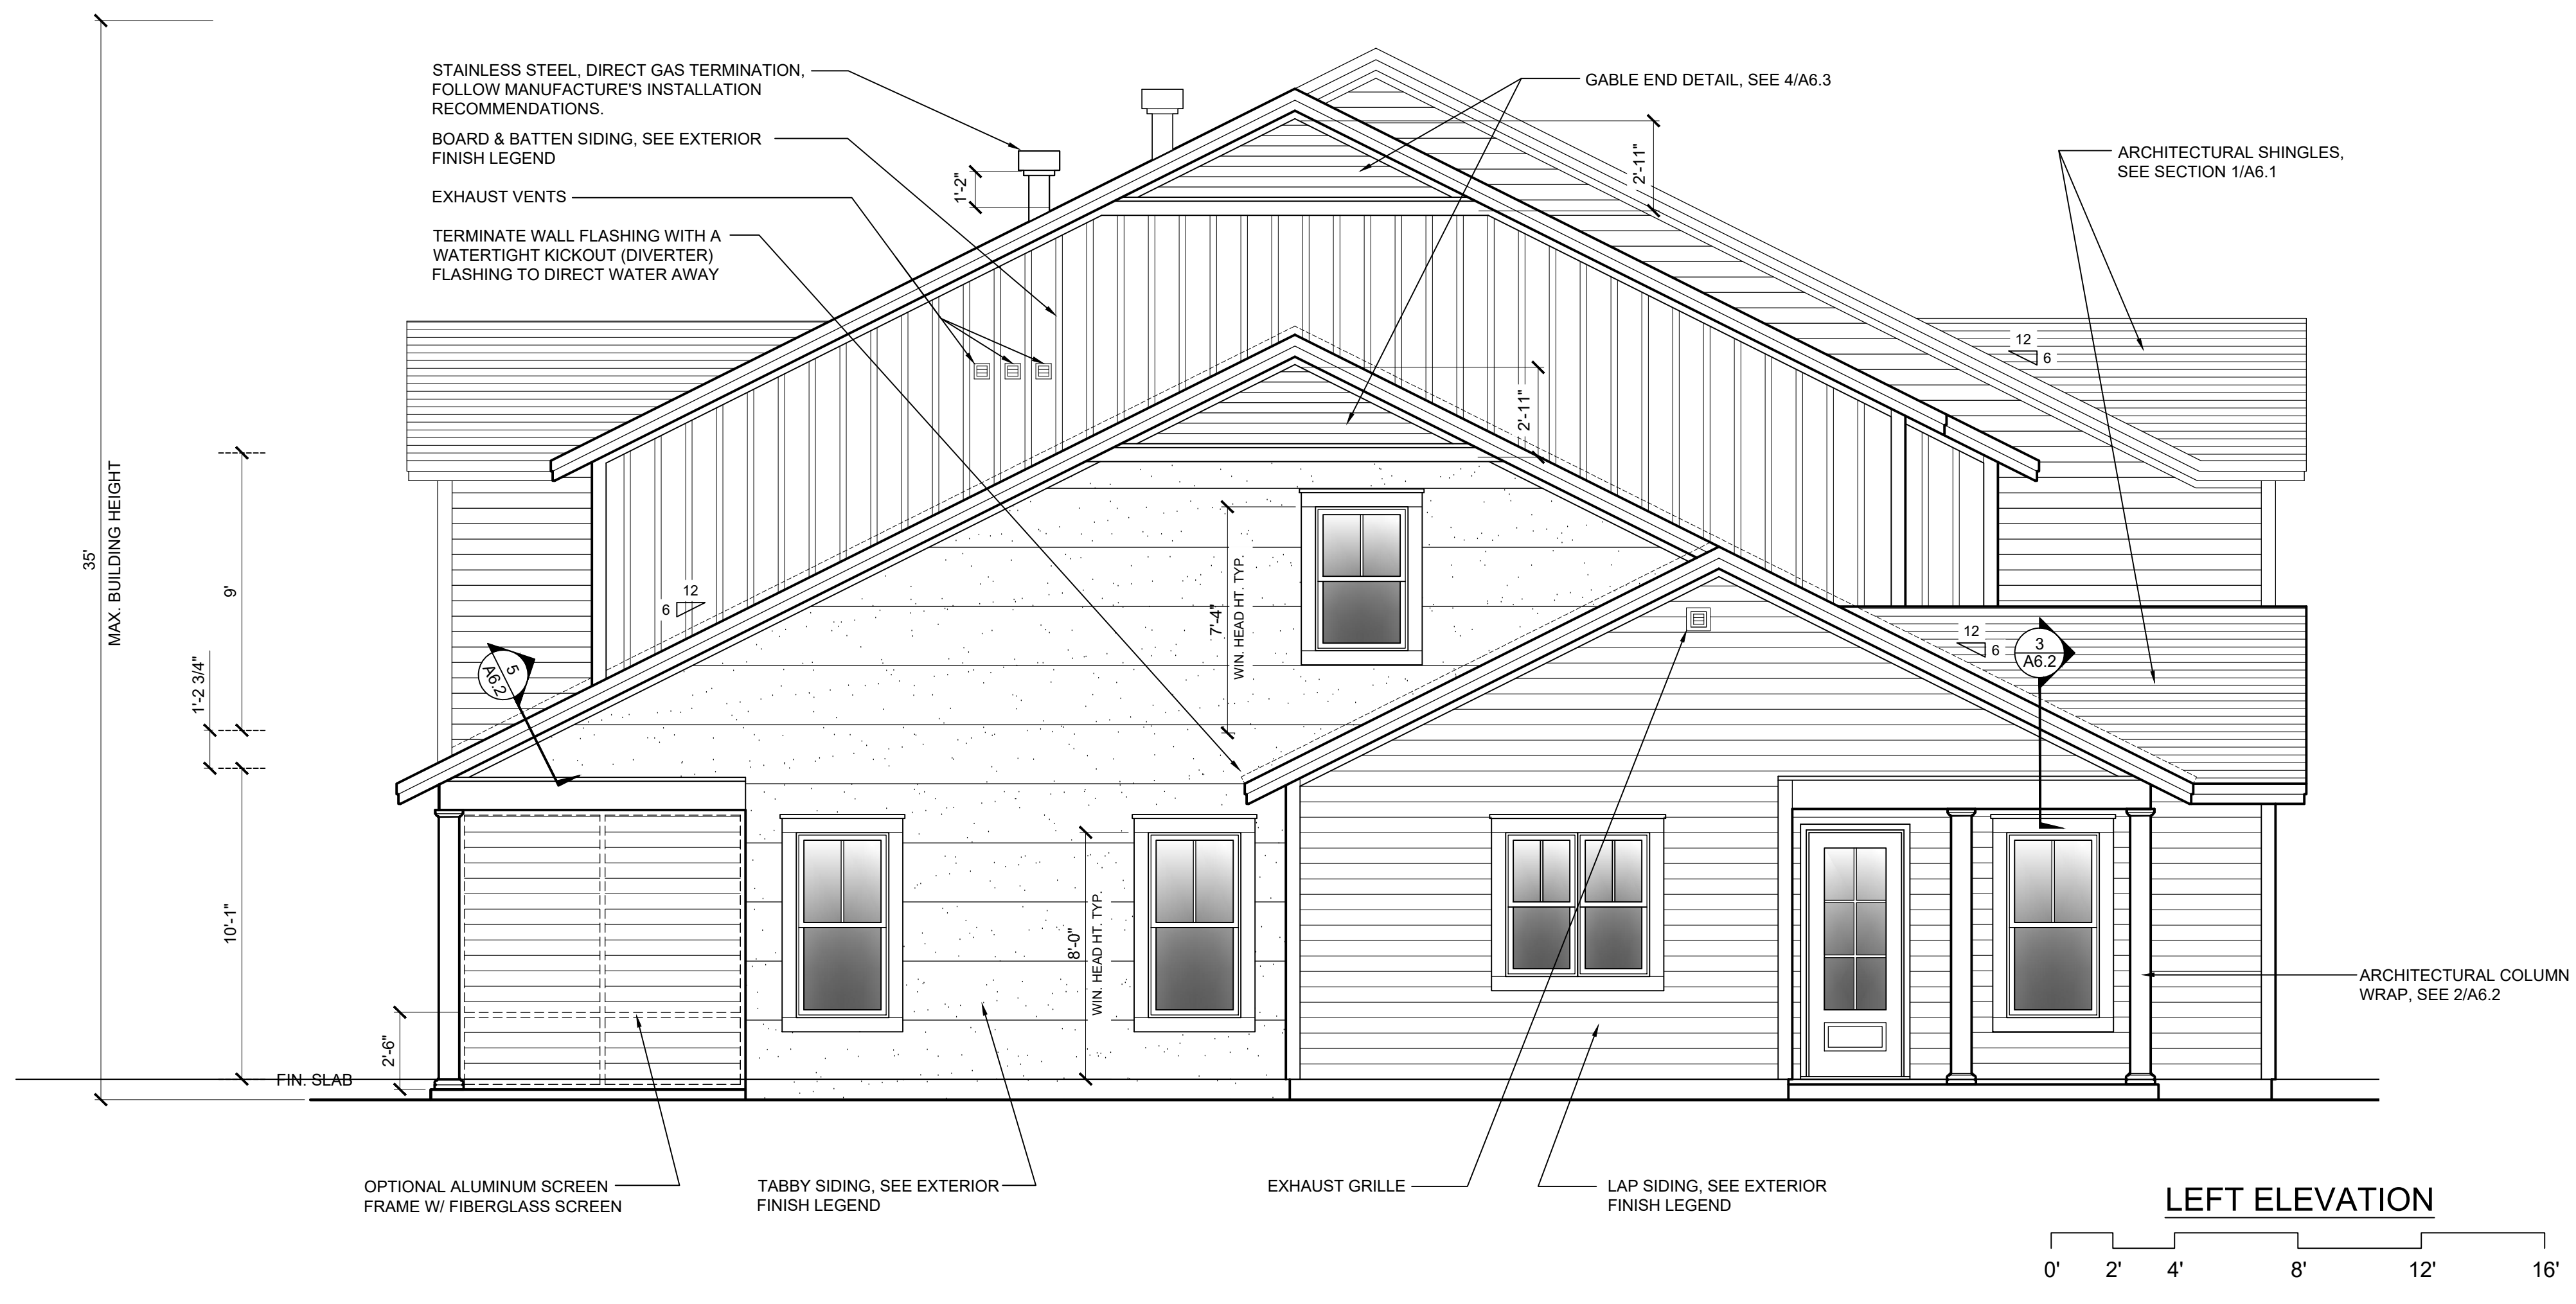 STAINLESS STEEL, DIRECT GAS TERMINATION,
FOLLOW MANUFACTURE'S INSTALLATION
RECOMMENDATIONS.
BOARD & BATTEN SIDING, SEE EXTERIOR
FINISH LEGEND
EXHAUST VENTS
TERMINATE WALL FLASHING WITH A
WATERTIGHT KICKOUT (DIVERTER)
FLASHING TO DIRECT WATER AWAY
GABLE END DETAIL, SEE 4/A6.3
ARCHITECTURAL SHINGLES,
SEE SECTION 1/A6.1
1'-2"
2'-11"
12
6
2'-11"
35'
MAX. BUILDING HEIGHT
9'
1'-2 3/4"
10'-1"
2'-6"
12
6
5
A6.2
7'-4"
WIN. HEAD HT. TYP.
12
6
3
A6.2
8'-0"
WIN. HEAD HT. TYP.
ARCHITECTURAL COLUMN
WRAP, SEE 2/A6.2
FIN. SLAB
OPTIONAL ALUMINUM SCREEN
FRAME W/ FIBERGLASS SCREEN
TABBY SIDING, SEE EXTERIOR
FINISH LEGEND
EXHAUST GRILLE
LAP SIDING, SEE EXTERIOR
FINISH LEGEND
LEFT ELEVATION
0' 2' 4' 8' 12' 16'